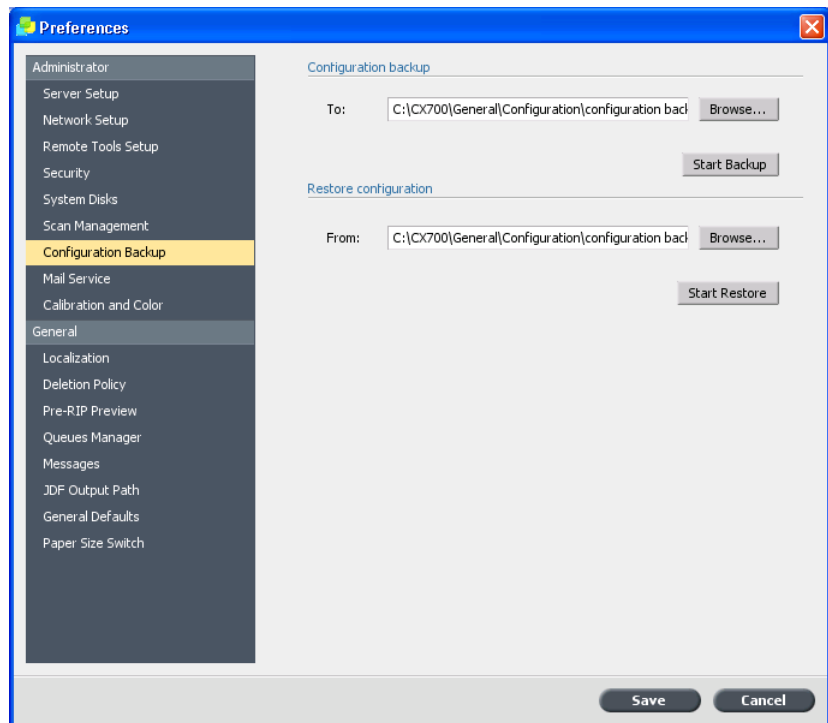 Preferences
Administrator
Server Setup
Network Setup
Remote Tools Setup
Security
System Disks
Scan Management
Configuration Backup
Mail Service
Calibration and Color
General
Localization
Deletion Policy
Pre-RIP Preview
Queues Manager
Messages
JDF Output Path
General Defaults
Paper Size Switch
Configuration backup
To: C:\CX700\General\Configuration\configuration back Browse...
Start Backup
Restore configuration
From: C:\CX700\General\Configuration\configuration back Browse...
Start Restore
Save Cancel